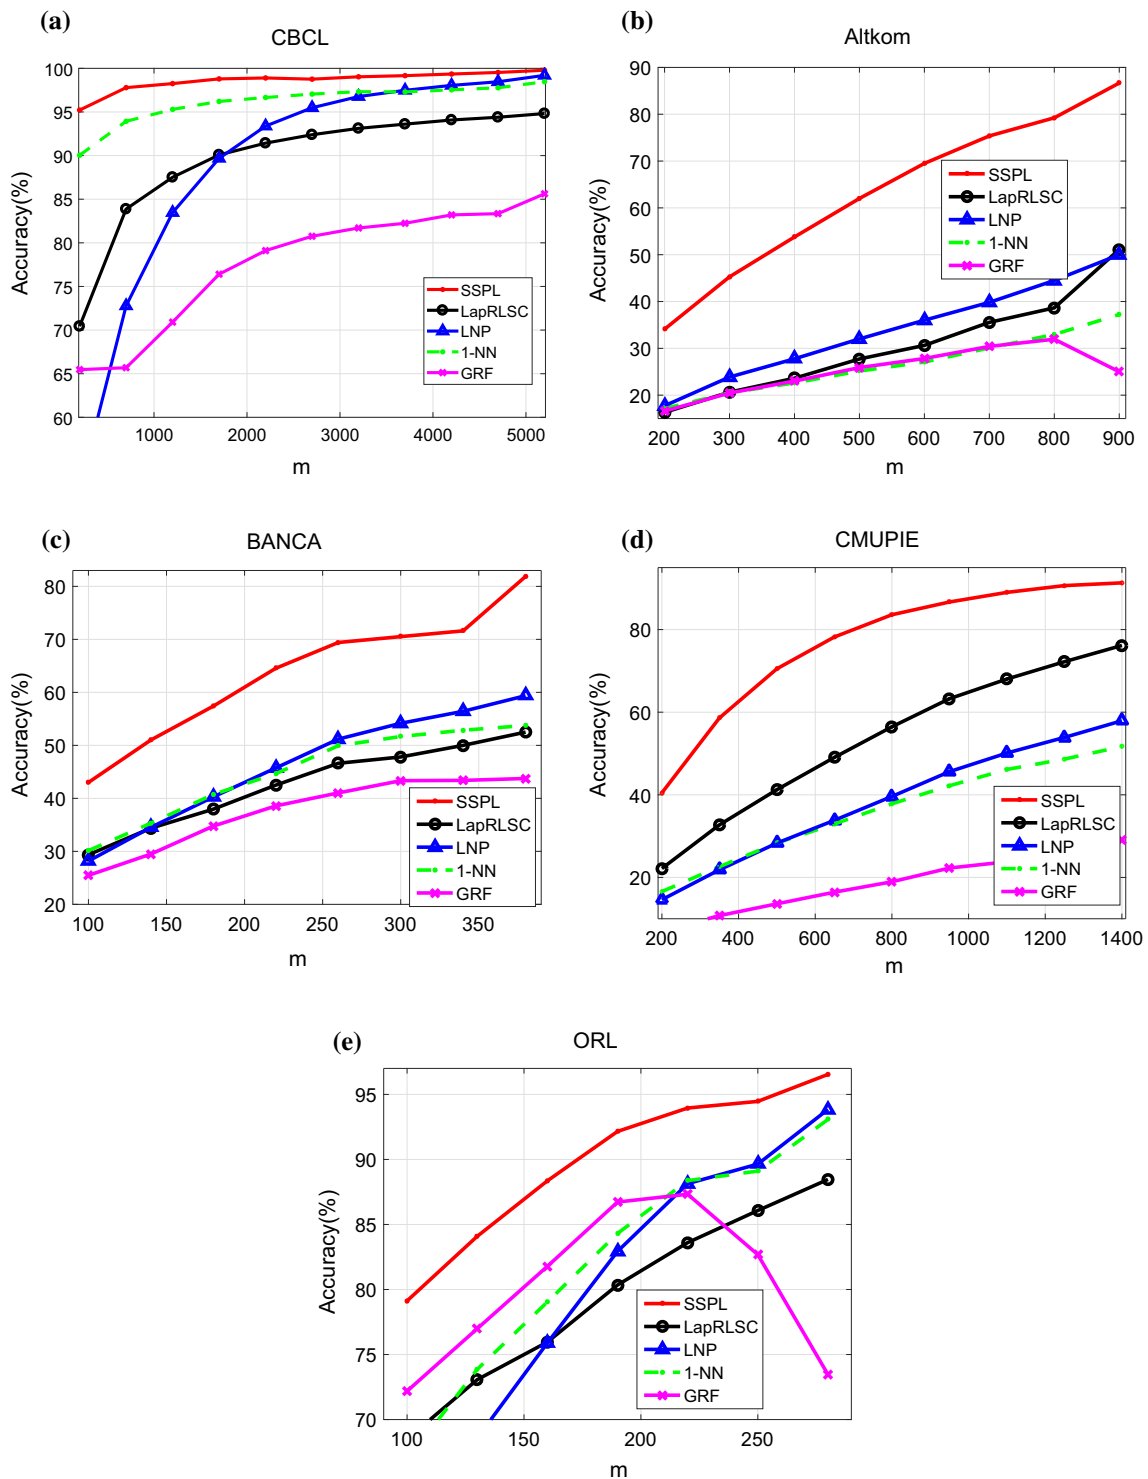 (a)
CBCL
100
95
90
85
80
75
70
65
60
Accuracy(%)
1000 2000 3000 4000 5000
m
SSPL
LapRLSC
LNP
1-NN
GRF
(b)
Altkom
90
80
70
60
50
40
30
20
Accuracy(%)
200 300 400 500 600 700 800 900
m
SSPL
LapRLSC
LNP
1-NN
GRF
(c)
BANCA
80
70
60
50
40
30
20
Accuracy(%)
100 150 200 250 300 350
m
SSPL
LapRLSC
LNP
1-NN
GRF
(d)
CMUPIE
80
60
40
20
Accuracy(%)
200 400 600 800 1000 1200 1400
m
SSPL
LapRLSC
LNP
1-NN
GRF
(e)
ORL
95
90
85
80
75
70
Accuracy(%)
100 150 200 250
m
SSPL
LapRLSC
LNP
1-NN
GRF